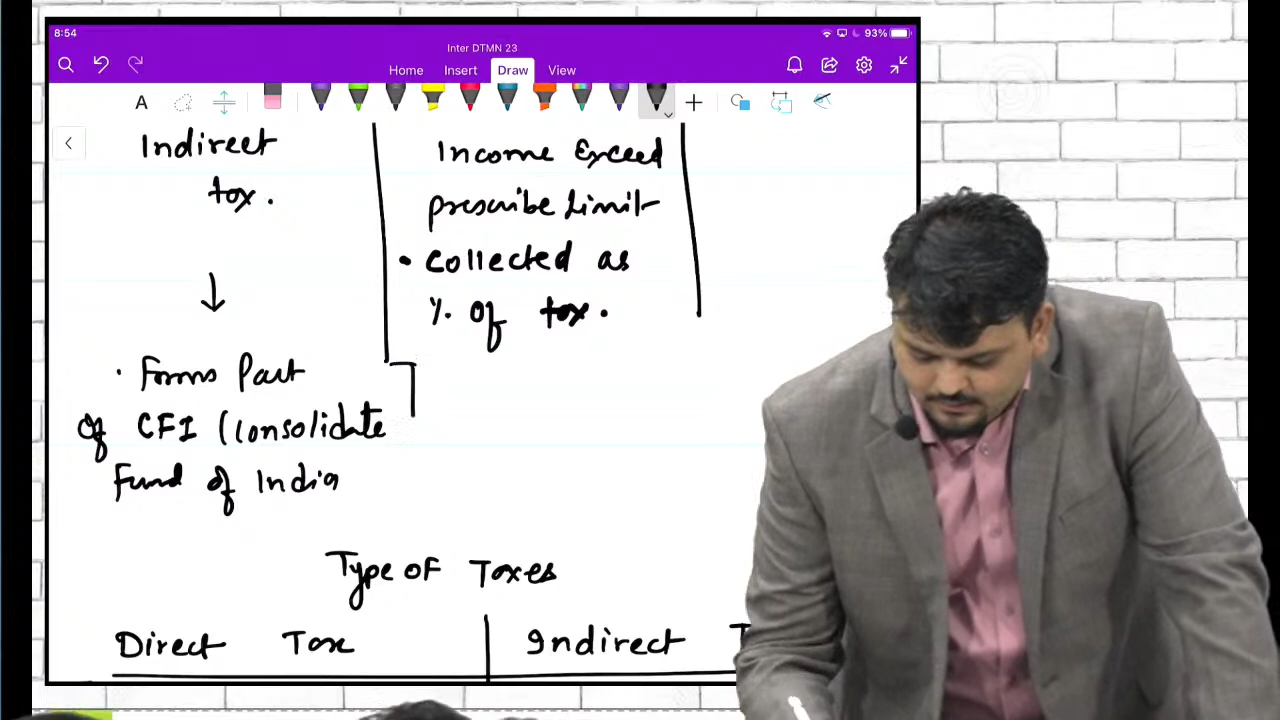 8:54
93%
Inter DTMN 23
Home Insert Draw View
A
Indirect
tax.
· Forms Part
of CFI (Consolidate
Fund of India
Income Exceed
prescribe Limit
• Collected as
% of tax.
Type of Taxes
Direct Tax
Indirect T